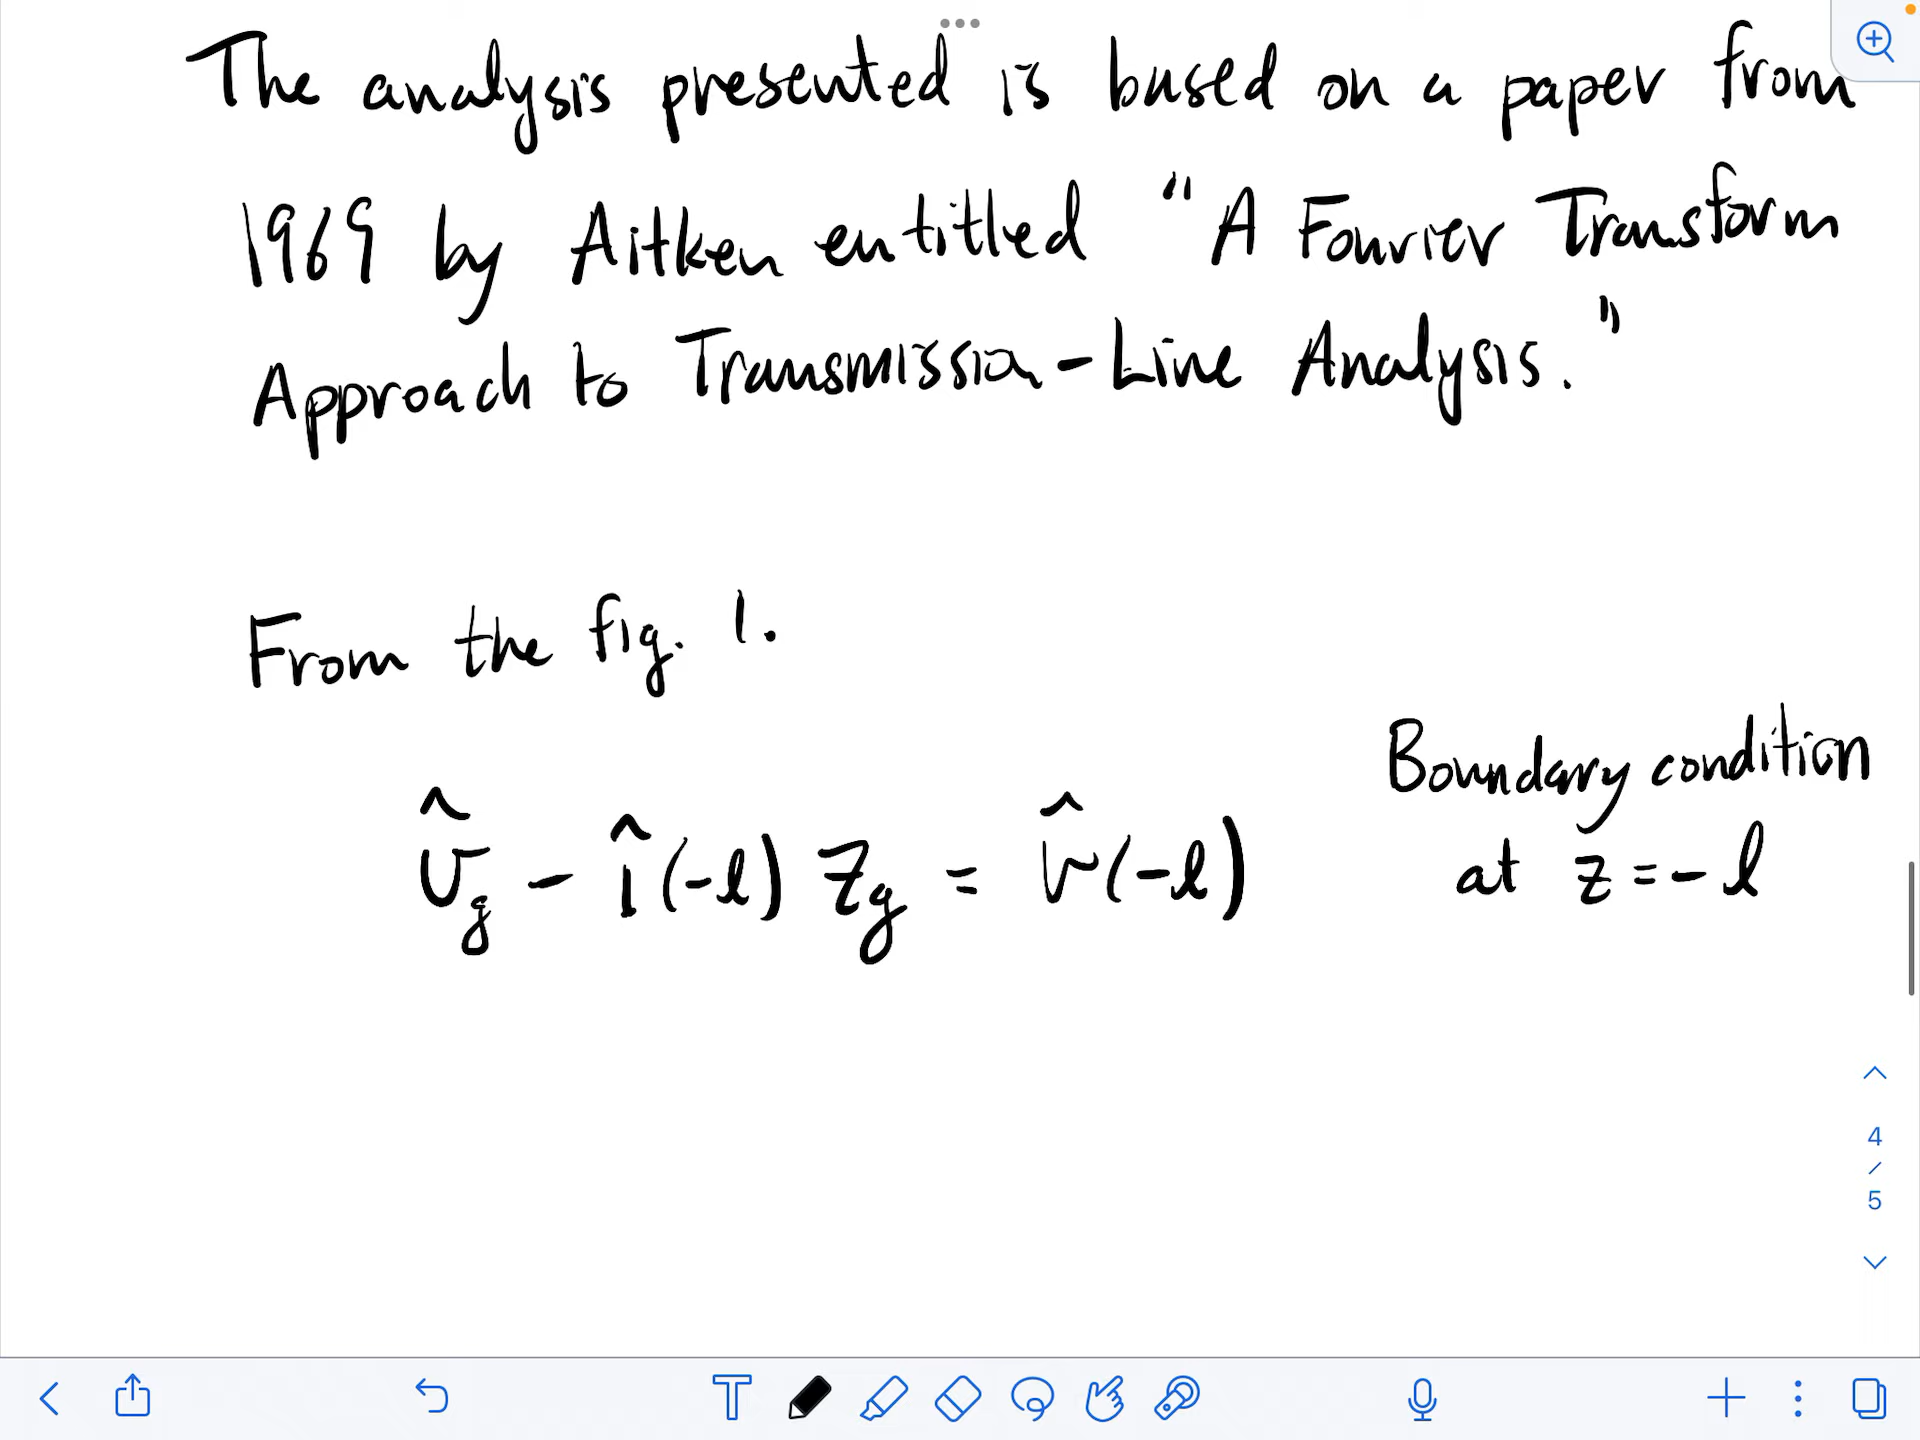 The analysis presented is based on a paper from
1969 by Aitken entitled "A Fourier Transform
Approach to Transmission-Line Analysis."
From the fig. 1.
Boundary condition
at z = -l
v̂g - î(-l) Zg = v̂(-l)
4
/
5